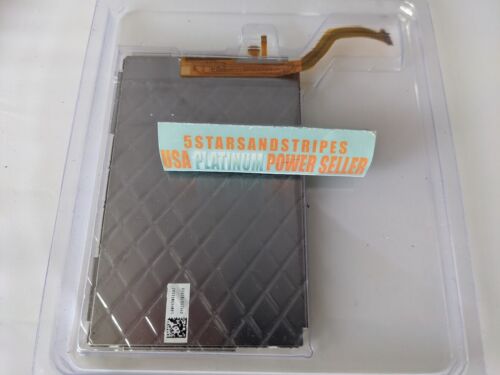 5STARSANDSTRIPES
USA PLATINUM POWER SELLER